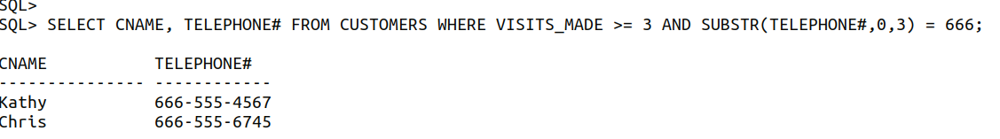 SQL>
SQL> SELECT CNAME, TELEPHONE# FROM CUSTOMERS WHERE VISITS_MADE >= 3 AND SUBSTR(TELEPHONE#,0,3) = 666;
CNAME           TELEPHONE#
--------------- ------------
Kathy           666-555-4567
Chris           666-555-6745